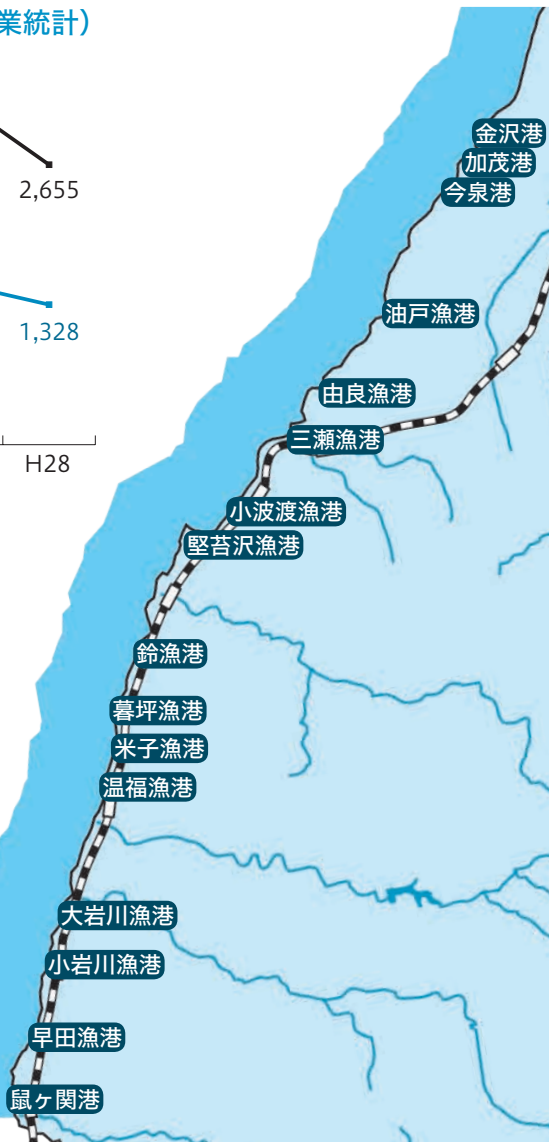 業統計）
2,655
1,328
H28
金沢港
加茂港
今泉港
油戸漁港
由良漁港
三瀬漁港
小波渡漁港
堅苔沢漁港
鈴漁港
暮坪漁港
米子漁港
温福漁港
大岩川漁港
小岩川漁港
早田漁港
鼠ヶ関港